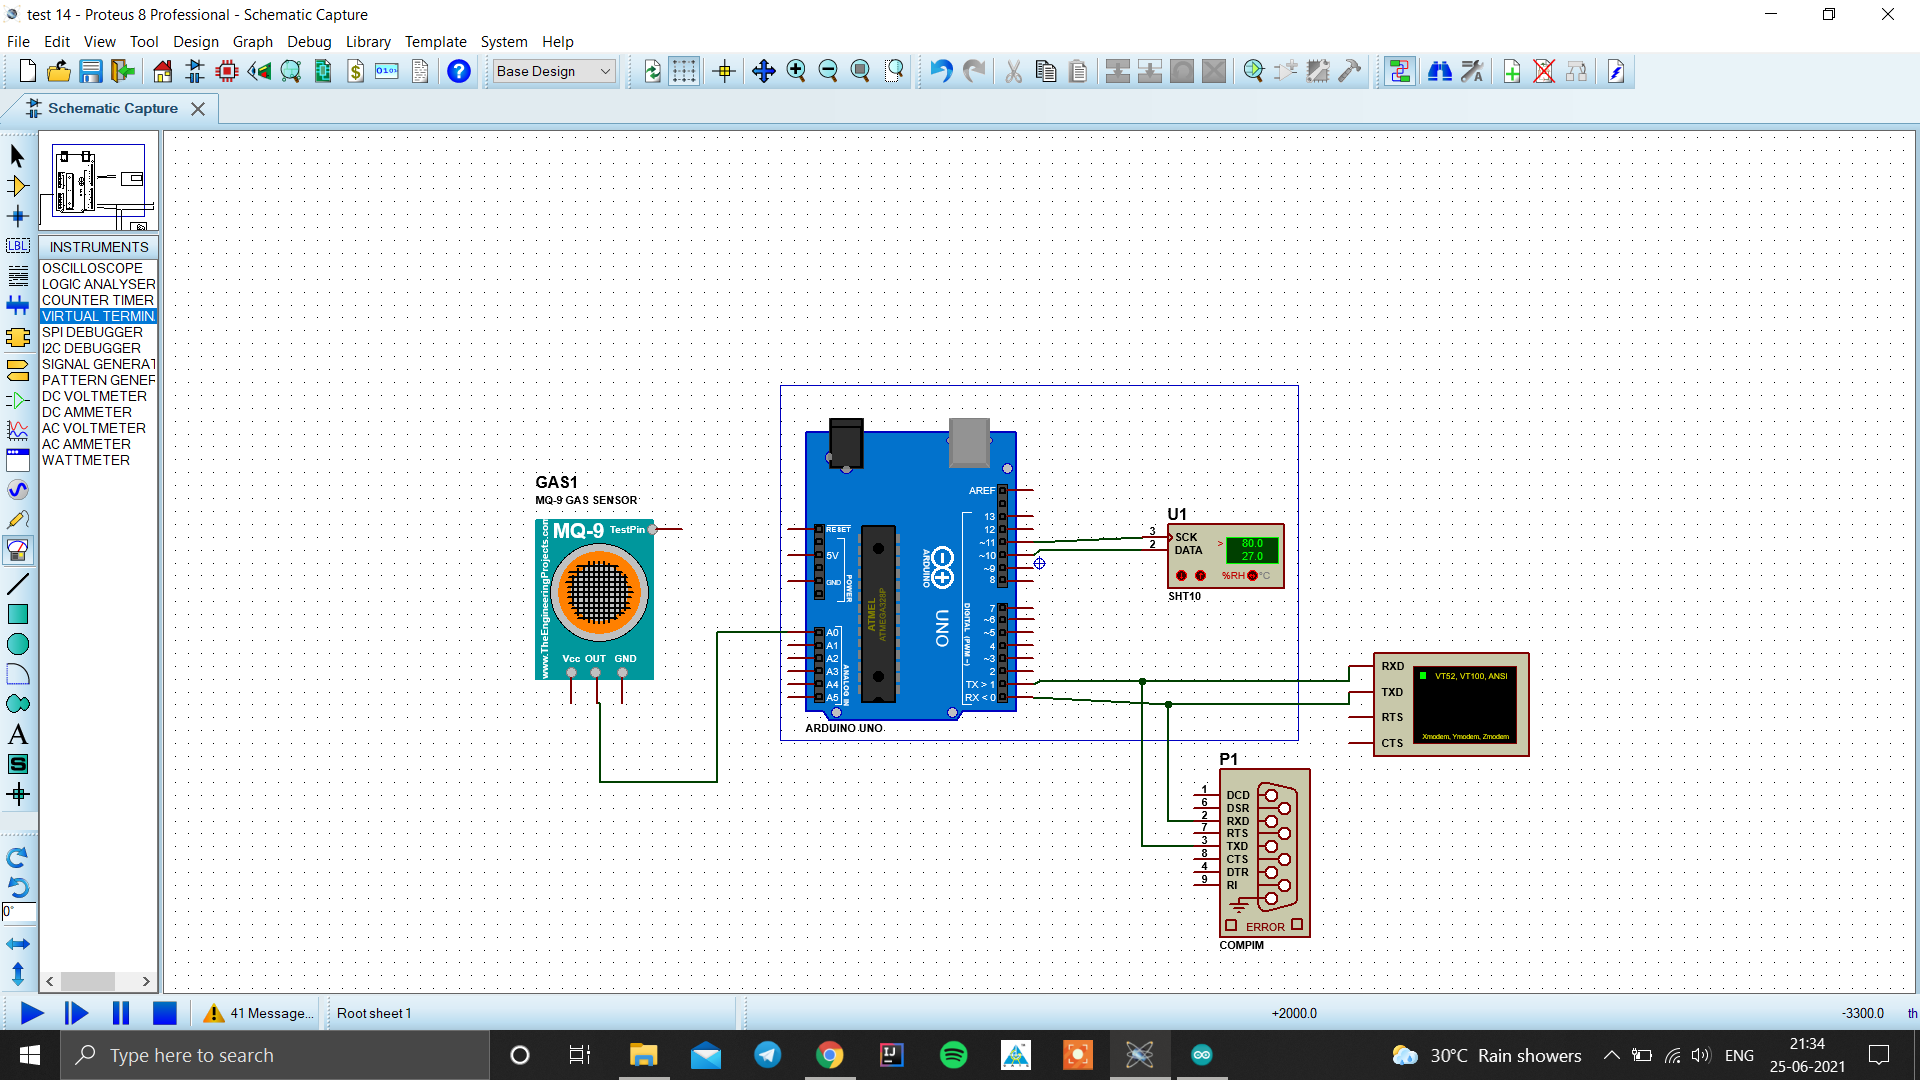 test 14 - Proteus 8 Professional - Schematic Capture
File Edit View Tool Design Graph Debug Library Template System Help
Base Design
Schematic Capture
INSTRUMENTS
OSCILLOSCOPE
LOGIC ANALYSER
COUNTER TIMER
VIRTUAL TERMIN
SPI DEBUGGER
I2C DEBUGGER
SIGNAL GENERAT
PATTERN GENER
DC VOLTMETER
DC AMMETER
AC VOLTMETER
AC AMMETER
WATTMETER
LBL
A
S
0°
GAS1
MQ-9 GAS SENSOR
MQ-9 TestPin
www.TheEngineeringProjects.com
Vcc OUT GND
RESET
5V
GND
POWER
A0
A1
A2
A3
A4
A5
ANALOG IN
ATMEL
ATMEGA328P
ARDUINO
UNO
AREF
13
12
~11
~10
~9
8
7
~6
~5
4
~3
2
TX > 1
RX < 0
DIGITAL (PWM ~)
ARDUINO UNO
U1
3 SCK
2 DATA
> 80.0
27.0
%RH °C
SHT10
RXD
TXD
RTS
CTS
VT52, VT100, ANSI
Xmodem, Ymodem, Zmodem
P1
1 DCD
6 DSR
2 RXD
7 RTS
3 TXD
8 CTS
4 DTR
9 RI
ERROR
COMPIM
41 Message...
Root sheet 1
+2000.0
-3300.0
th
Type here to search
30°C Rain showers
ENG
21:34
25-06-2021